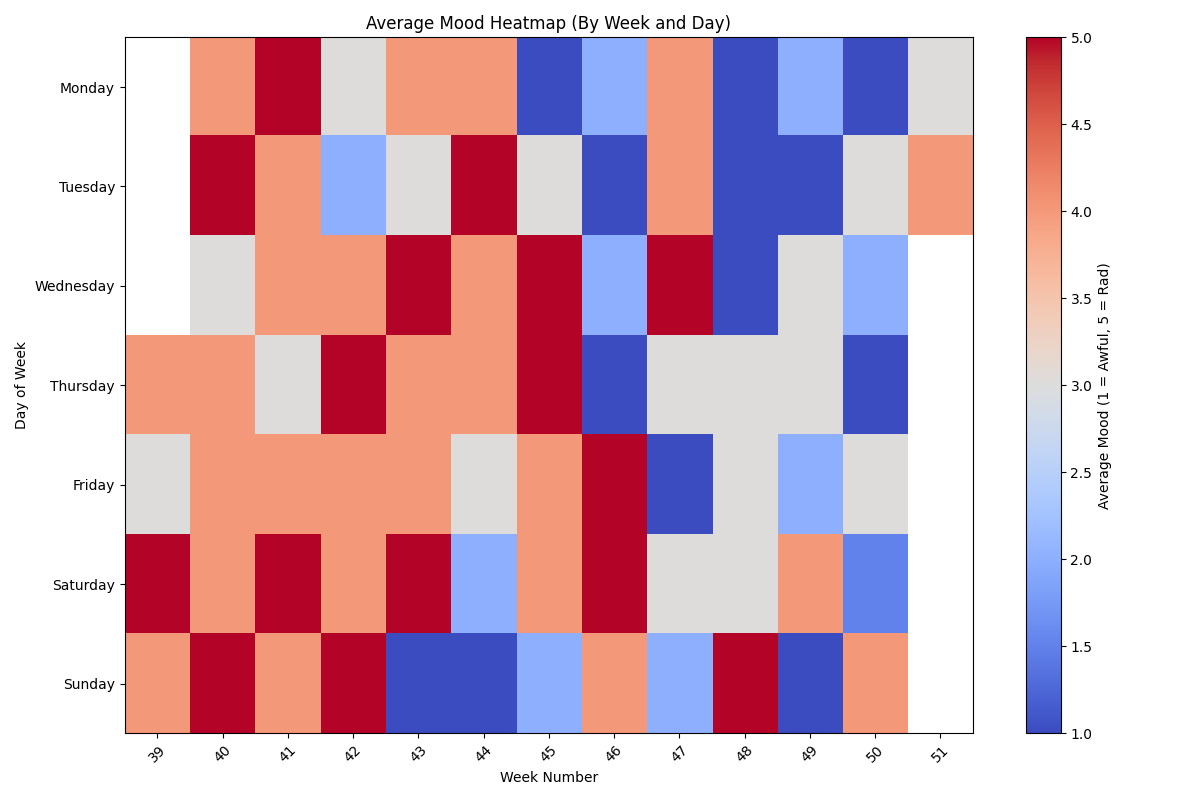 Average Mood Heatmap (By Week and Day)
Day of Week
Monday
Tuesday
Wednesday
Thursday
Friday
Saturday
Sunday
39 40 41 42 43 44 45 46 47 48 49 50 51
Week Number
5.0
4.5
4.0
3.5
3.0
2.5
2.0
1.5
1.0
Average Mood (1 = Awful, 5 = Rad)